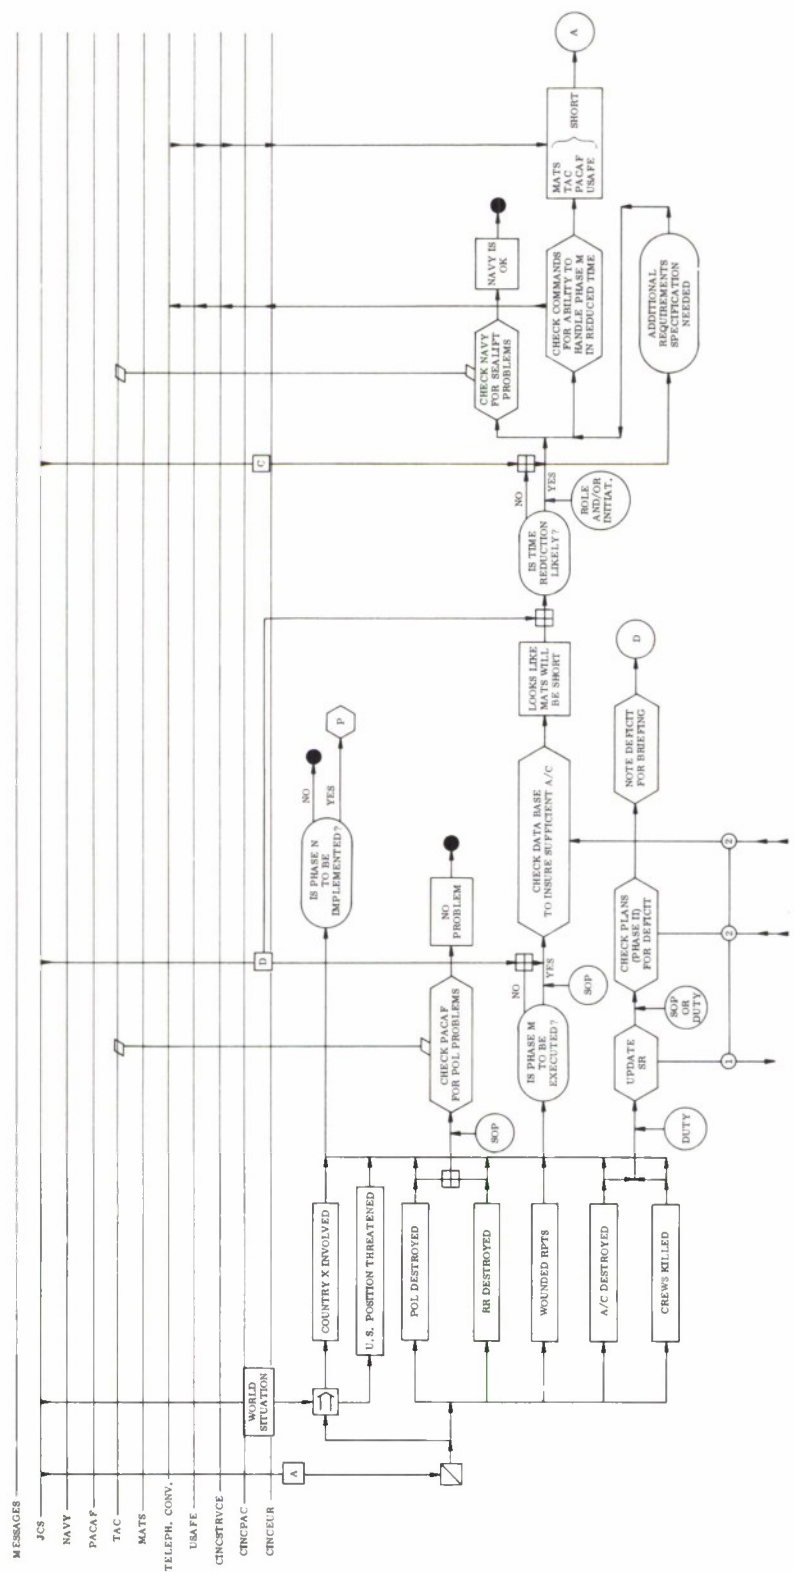 MESSAGES
JCS
NAVY
PACAF
TAC
MATS
TELEPH. CONV.
USAFE
CINCSTRVCE
CINCPAC
CINCEUR
A
WORLD
SITUATION
COUNTRY X INVOLVED
U.S. POSITION THREATENED
POL DESTROYED
RR DESTROYED
WOUNDED RPTS
A/C DESTROYED
CREWS KILLED
IS PHASE N
TO BE
IMPLEMENTED?
NO
YES
P
SOP
CHECK PACAF
FOR POL PROBLEMS
NO
PROBLEM
D
IS PHASE M
TO BE
EXECUTED?
NO
YES
SOP
CHECK DATA BASE
TO INSURE SUFFICIENT A/C
LOOKS LIKE
MATS WILL
BE SHORT
DUTY
UPDATE
SR
SOP
OR
DUTY
CHECK PLANS
(PHASE II)
FOR DEFICIT
NOTE DEFICIT
FOR BRIEFING
D
1
2
2
IS TIME
REDUCTION
LIKELY?
NO
YES
ROLE
AND/OR
INITIAT.
C
CHECK NAVY
FOR SEALIFT
PROBLEMS
NAVY IS
OK
CHECK COMMANDS
FOR ABILITY TO
HANDLE PHASE M
IN REDUCED TIME
ADDITIONAL
REQUIREMENTS
SPECIFICATION
NEEDED
MATS
TAC
PACAF
USAFE
SHORT
A